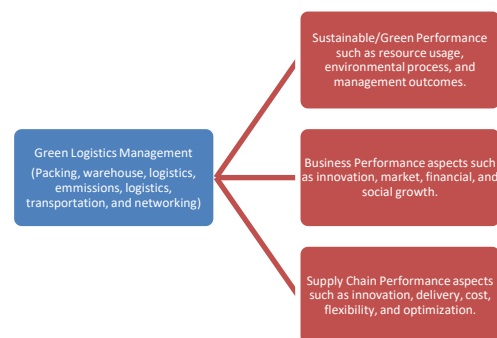 Sustainable/Green Performance
such as resource usage,
environmental process, and
management outcomes.
Green Logistics Management
(Packing, warehouse, logistics,
emmissions, logistics,
transportation, and networking)
Business Performance aspects such
as innovation, market, financial, and
social growth.
Supply Chain Performance aspects
such as innovation, delivery, cost,
flexibility, and optimization.